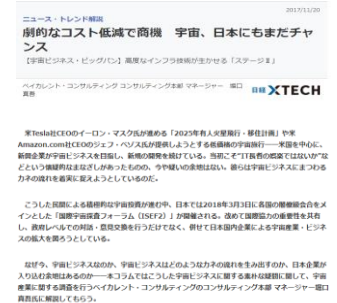 2017/11/20
ニュース・トレンド解説
劇的なコスト低減で商機　宇宙、日本にもまだチャ
ンス
【宇宙ビジネス・ビッグバン】高度なインフラ技術が生かせる「ステージⅡ」
ベイカレント・コンサルティング コンサルティング本部 マネージャー　堀口
真吾
日経 XTECH
米Tesla社CEOのイーロン・マスク氏が進める「2025年有人火星飛行・移住計画」や米
Amazon.com社CEOのジェフ・ベゾス氏が提供しようとする低価格の宇宙旅行――米国を中心に、
新興企業が宇宙ビジネスを目指し、新規の開発を続けている。当初こそ“IT長者の娯楽ではないか”な
どという懐疑的なまなざしがあったものの、今や疑いの余地はない。彼らは宇宙ビジネスにまつわる
カネの流れを着実に変えようとしているのだ。
こうした民間による積極的な宇宙投資が進む中、日本では2018年3月3日に各国の閣僚級会合をメ
インとした「国際宇宙探査フォーラム（ISEF2）」が開催される。改めて国際協力の重要性を共有
し、政府レベルでの対話・意見交換を行うだけでなく、併せて日本国内企業による宇宙産業・ビジネ
スの拡大を図ろうとしている。
なぜ今、宇宙ビジネスなのか、宇宙ビジネスはどのようなカネの流れを生み出すのか、日本企業が
入り込む余地はあるのか――本コラムではこうした宇宙ビジネスに関する素朴な疑問に関して、宇宙
産業に関する調査を行うベイカレント・コンサルティングのコンサルティング本部 マネージャー堀口
真吾氏に解説してもらう。